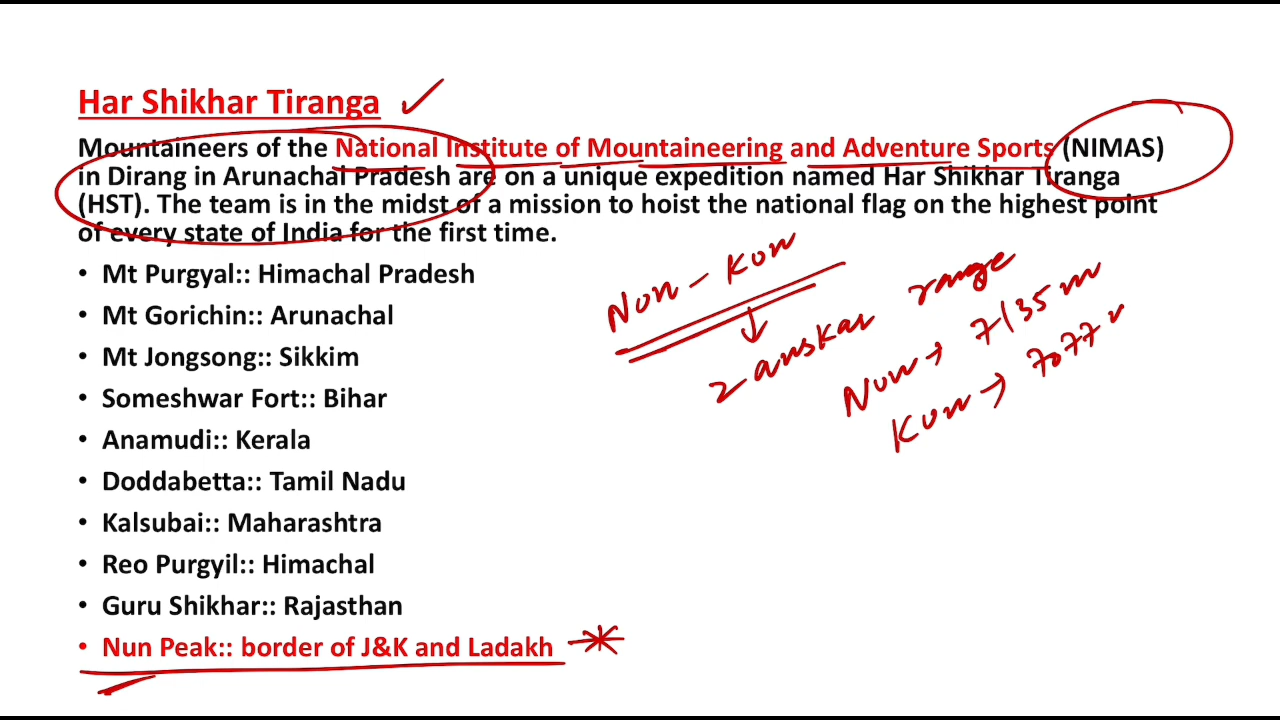 Har Shikhar Tiranga
Mountaineers of the National Institute of Mountaineering and Adventure Sports (NIMAS)
in Dirang in Arunachal Pradesh are on a unique expedition named Har Shikhar Tiranga
(HST). The team is in the midst of a mission to hoist the national flag on the highest point
of every state of India for the first time.
• Mt Purgyal:: Himachal Pradesh
• Mt Gorichin:: Arunachal
• Mt Jongsong:: Sikkim
• Someshwar Fort:: Bihar
• Anamudi:: Kerala
• Doddabetta:: Tamil Nadu
• Kalsubai:: Maharashtra
• Reo Purgyil:: Himachal
• Guru Shikhar:: Rajasthan
• Nun Peak:: border of J&K and Ladakh
Nun - Kun
Zanskar range
Nun → 7135 m
Kun → 7077